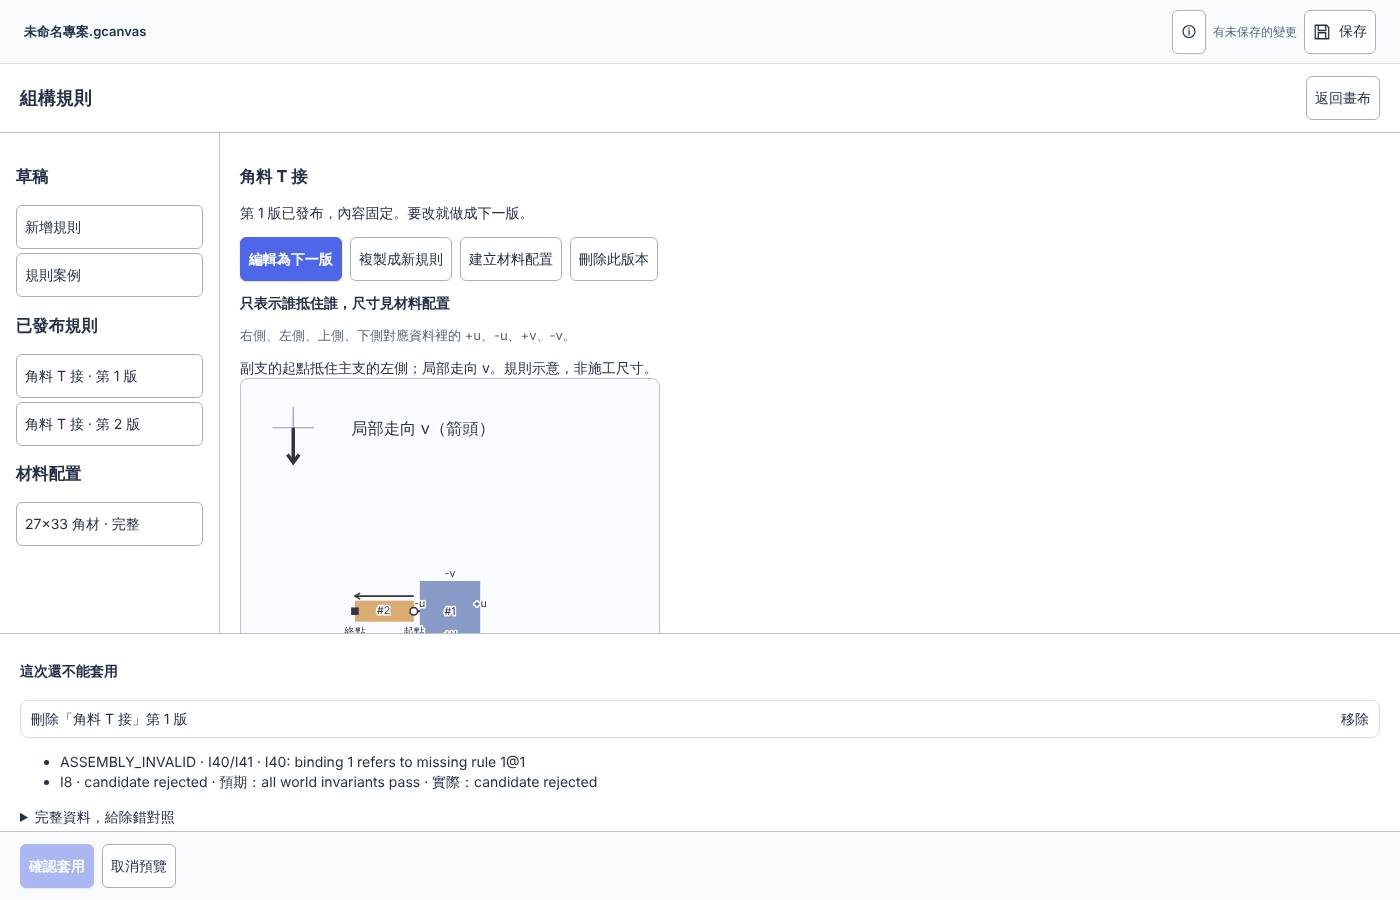 未命名專案.gcanvas
有未保存的變更
保存
組構規則
返回畫布
草稿
新增規則
規則案例
已發布規則
角料 T 接 · 第 1 版
角料 T 接 · 第 2 版
材料配置
27×33 角材 · 完整
角料 T 接
第 1 版已發布，內容固定。要改就做成下一版。
編輯為下一版
複製成新規則
建立材料配置
刪除此版本
只表示誰抵住誰，尺寸見材料配置
右側、左側、上側、下側對應資料裡的 +u、-u、+v、-v。
副支的起點抵住主支的左側；局部走向 v。規則示意，非施工尺寸。
局部走向 v（箭頭）
-v
-u
+u
#2
#1
終點
起點
這次還不能套用
刪除「角料 T 接」第 1 版
移除
ASSEMBLY_INVALID · I40/I41 · I40: binding 1 refers to missing rule 1@1
I8 · candidate rejected · 預期：all world invariants pass · 實際：candidate rejected
完整資料，給除錯對照
確認套用
取消預覽